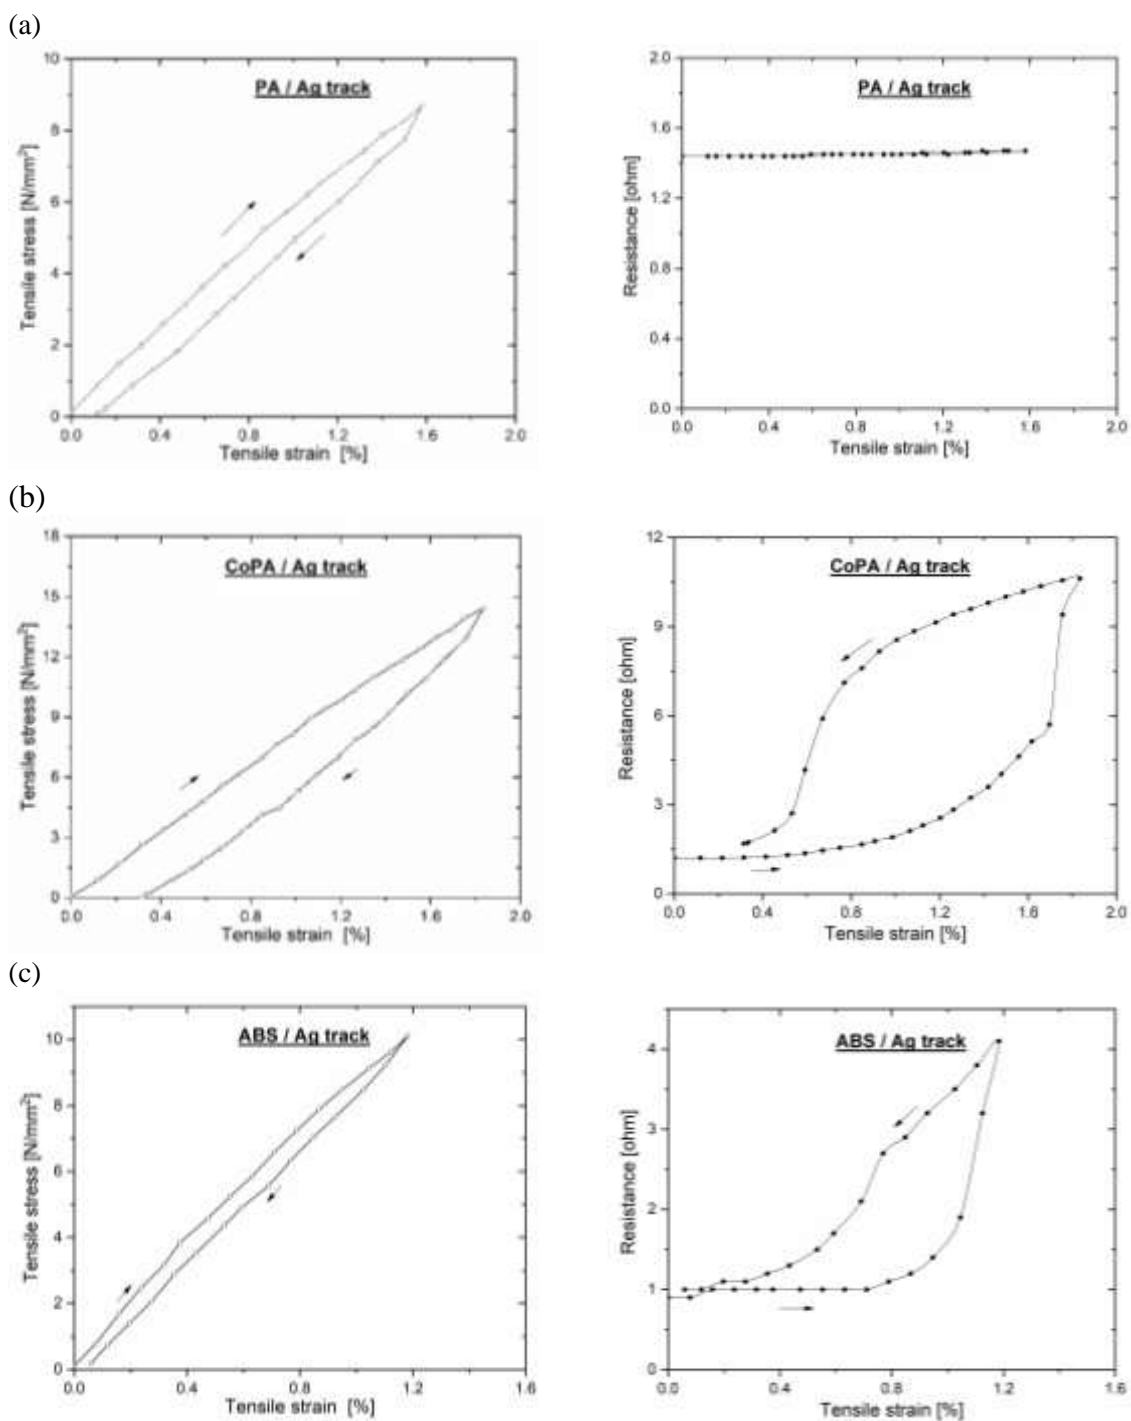 (a)
10
8
6
4
2
0
Tensile stress [N/mm²]
PA / Ag track
0.0 0.4 0.8 1.2 1.6 2.0
Tensile strain [%]
2.0
1.6
1.2
0.8
0.4
0.0
Resistance [ohm]
PA / Ag track
0.0 0.4 0.8 1.2 1.6 2.0
Tensile strain [%]
(b)
18
15
12
9
6
3
0
Tensile stress [N/mm²]
CoPA / Ag track
0.0 0.4 0.8 1.2 1.6 2.0
Tensile strain [%]
12
9
6
3
0
Resistance [ohm]
CoPA / Ag track
0.0 0.4 0.8 1.2 1.6 2.0
Tensile strain [%]
(c)
10
8
6
4
2
0
Tensile stress [N/mm²]
ABS / Ag track
0.0 0.4 0.8 1.2 1.6
Tensile strain [%]
4
3
2
1
0
Resistance [ohm]
ABS / Ag track
0.0 0.4 0.8 1.2 1.6
Tensile strain [%]